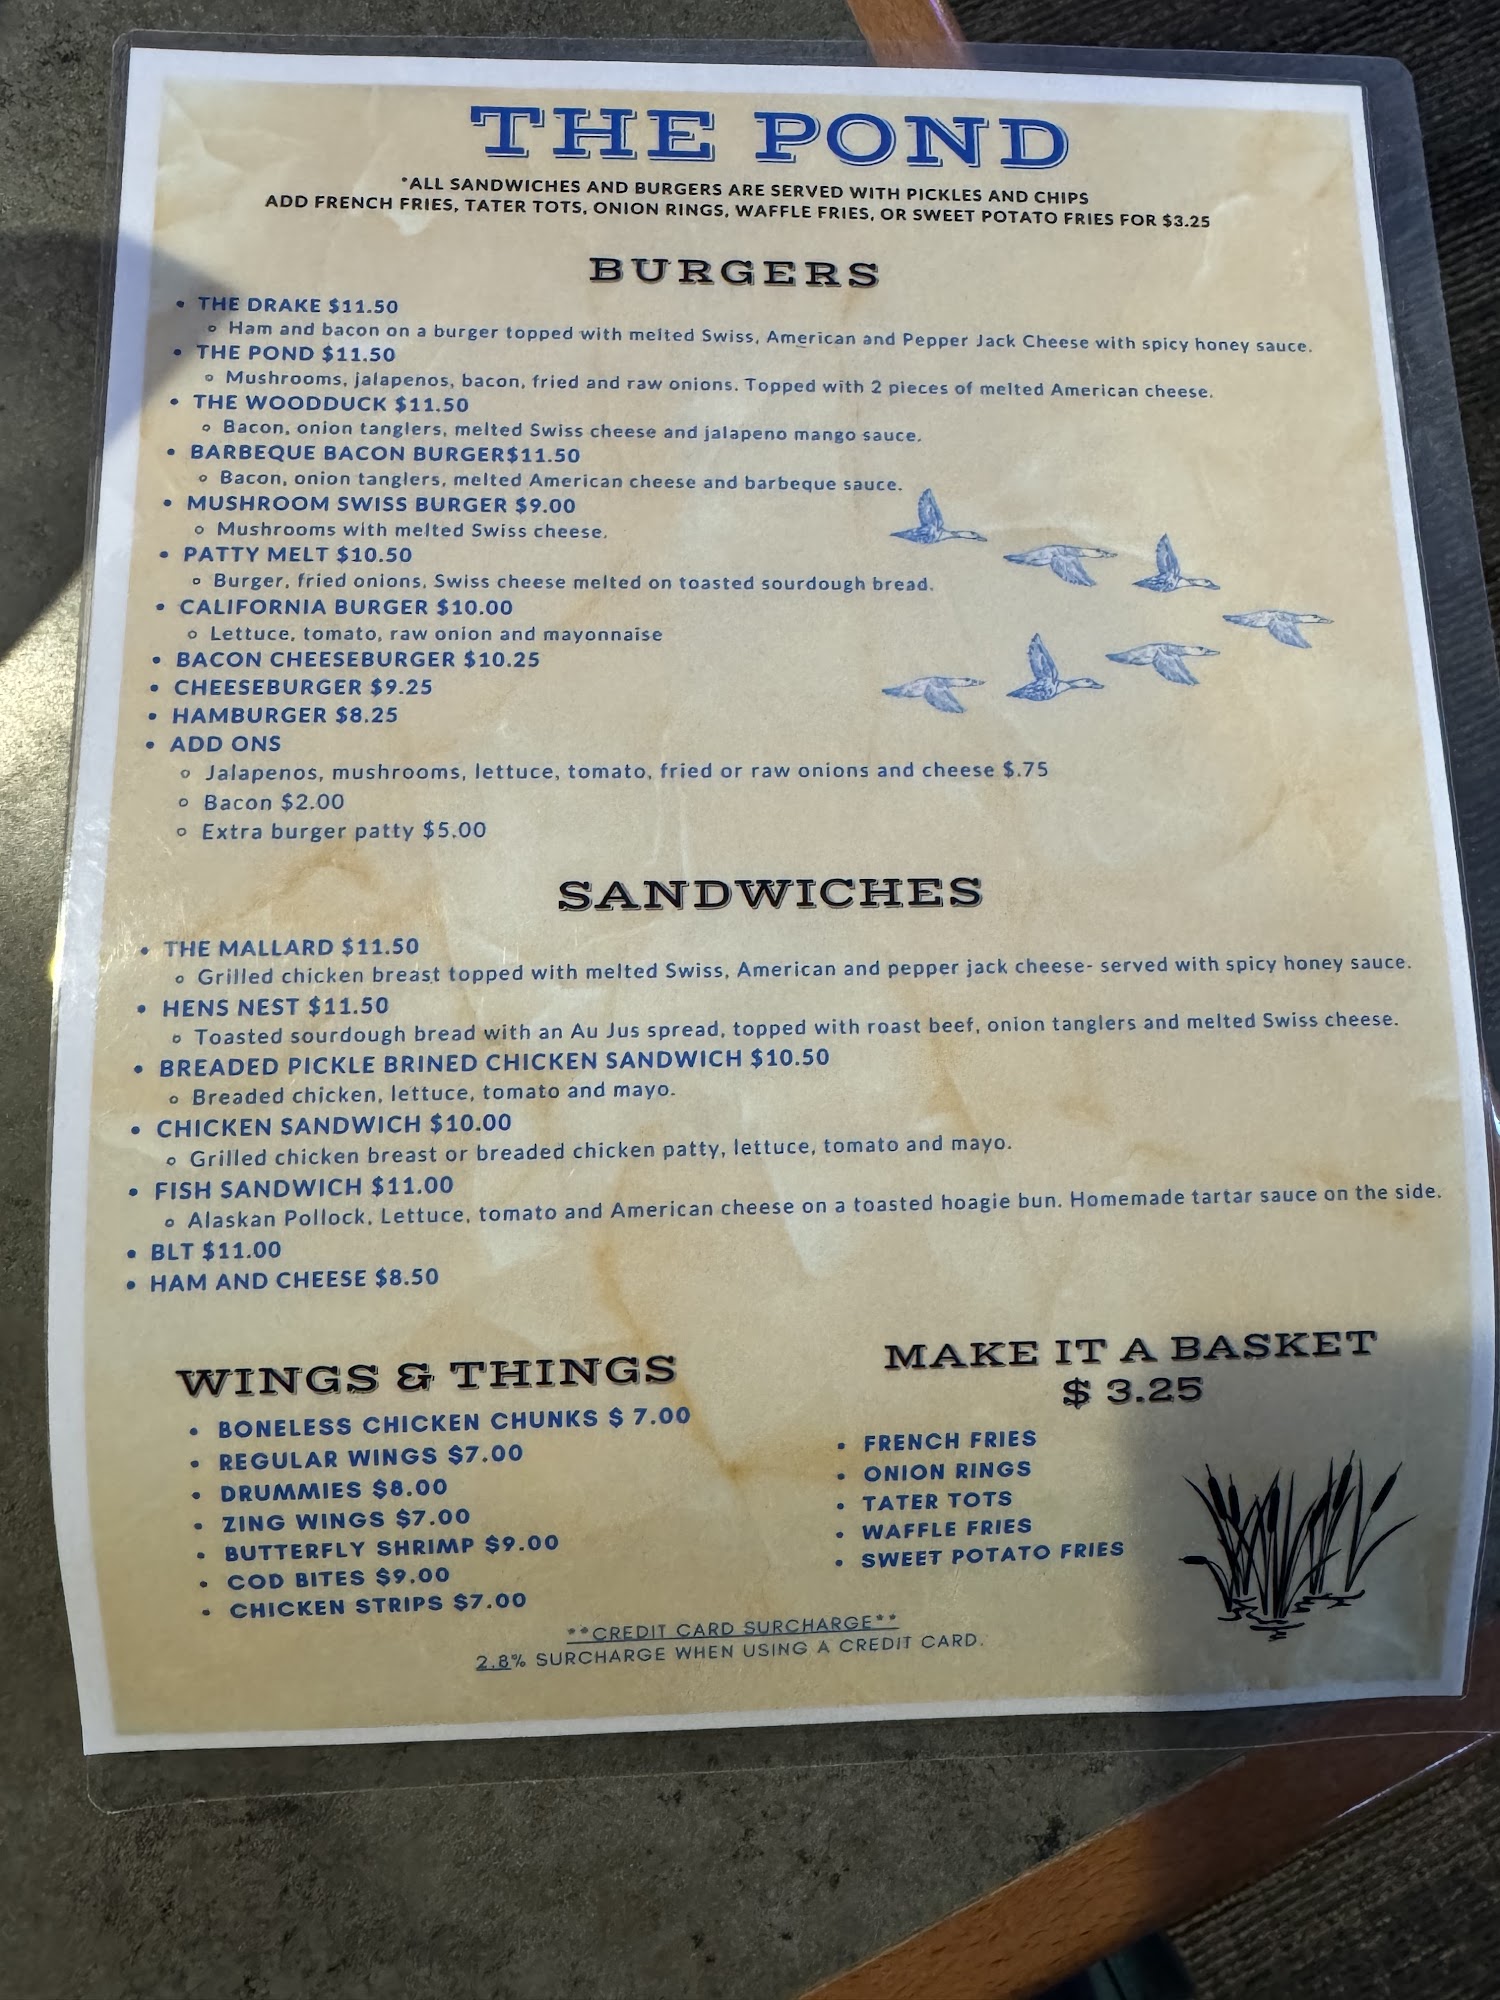 THE POND
*ALL SANDWICHES AND BURGERS ARE SERVED WITH PICKLES AND CHIPS
ADD FRENCH FRIES, TATER TOTS, ONION RINGS, WAFFLE FRIES, OR SWEET POTATO FRIES FOR $3.25
BURGERS
• THE DRAKE $11.50
◦ Ham and bacon on a burger topped with melted Swiss, American and Pepper Jack Cheese with spicy honey sauce.
• THE POND $11.50
◦ Mushrooms, jalapenos, bacon, fried and raw onions. Topped with 2 pieces of melted American cheese.
• THE WOODDUCK $11.50
◦ Bacon, onion tanglers, melted Swiss cheese and jalapeno mango sauce.
• BARBEQUE BACON BURGER$11.50
◦ Bacon, onion tanglers, melted American cheese and barbeque sauce.
• MUSHROOM SWISS BURGER $9.00
◦ Mushrooms with melted Swiss cheese.
• PATTY MELT $10.50
◦ Burger, fried onions, Swiss cheese melted on toasted sourdough bread.
• CALIFORNIA BURGER $10.00
◦ Lettuce, tomato, raw onion and mayonnaise
• BACON CHEESEBURGER $10.25
• CHEESEBURGER $9.25
• HAMBURGER $8.25
• ADD ONS
◦ Jalapenos, mushrooms, lettuce, tomato, fried or raw onions and cheese $.75
◦ Bacon $2.00
◦ Extra burger patty $5.00
SANDWICHES
• THE MALLARD $11.50
◦ Grilled chicken breast topped with melted Swiss, American and pepper jack cheese- served with spicy honey sauce.
• HENS NEST $11.50
◦ Toasted sourdough bread with an Au Jus spread, topped with roast beef, onion tanglers and melted Swiss cheese.
• BREADED PICKLE BRINED CHICKEN SANDWICH $10.50
◦ Breaded chicken, lettuce, tomato and mayo.
• CHICKEN SANDWICH $10.00
◦ Grilled chicken breast or breaded chicken patty, lettuce, tomato and mayo.
• FISH SANDWICH $11.00
◦ Alaskan Pollock, Lettuce, tomato and American cheese on a toasted hoagie bun. Homemade tartar sauce on the side.
• BLT $11.00
• HAM AND CHEESE $8.50
WINGS & THINGS
• BONELESS CHICKEN CHUNKS $ 7.00
• REGULAR WINGS $7.00
• DRUMMIES $8.00
• ZING WINGS $7.00
• BUTTERFLY SHRIMP $9.00
• COD BITES $9.00
• CHICKEN STRIPS $7.00
MAKE IT A BASKET
$ 3.25
• FRENCH FRIES
• ONION RINGS
• TATER TOTS
• WAFFLE FRIES
• SWEET POTATO FRIES
**CREDIT CARD SURCHARGE**
2.8% SURCHARGE WHEN USING A CREDIT CARD.